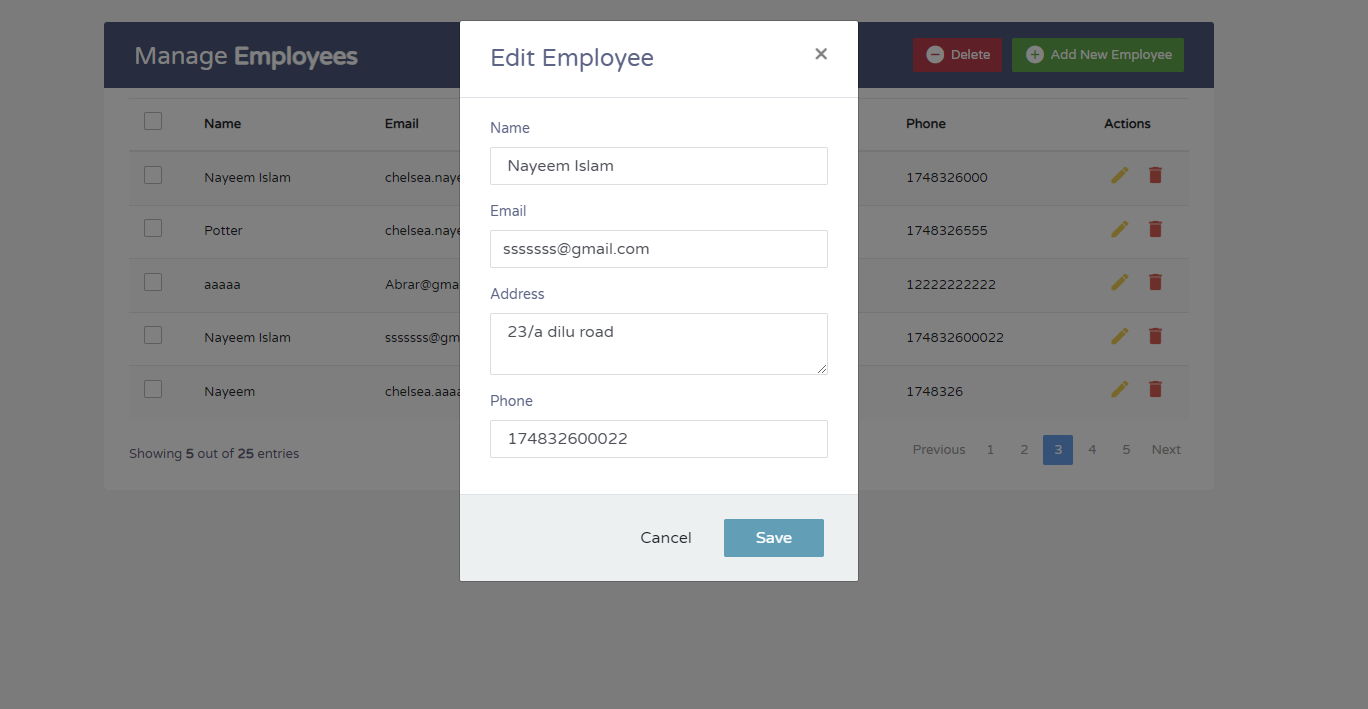 Manage Employees
Delete
Add New Employee
Name Email Phone Actions
Nayeem Islam chelsea.naye 1748326000
Potter chelsea.naye 1748326555
aaaaa Abrar@gma 12222222222
Nayeem Islam sssssss@gm 174832600022
Nayeem chelsea.aaaa 1748326
Showing 5 out of 25 entries
Previous 1 2 3 4 5 Next
Edit Employee ×
Name
Nayeem Islam
Email
sssssss@gmail.com
Address
23/a dilu road
Phone
174832600022
Cancel Save